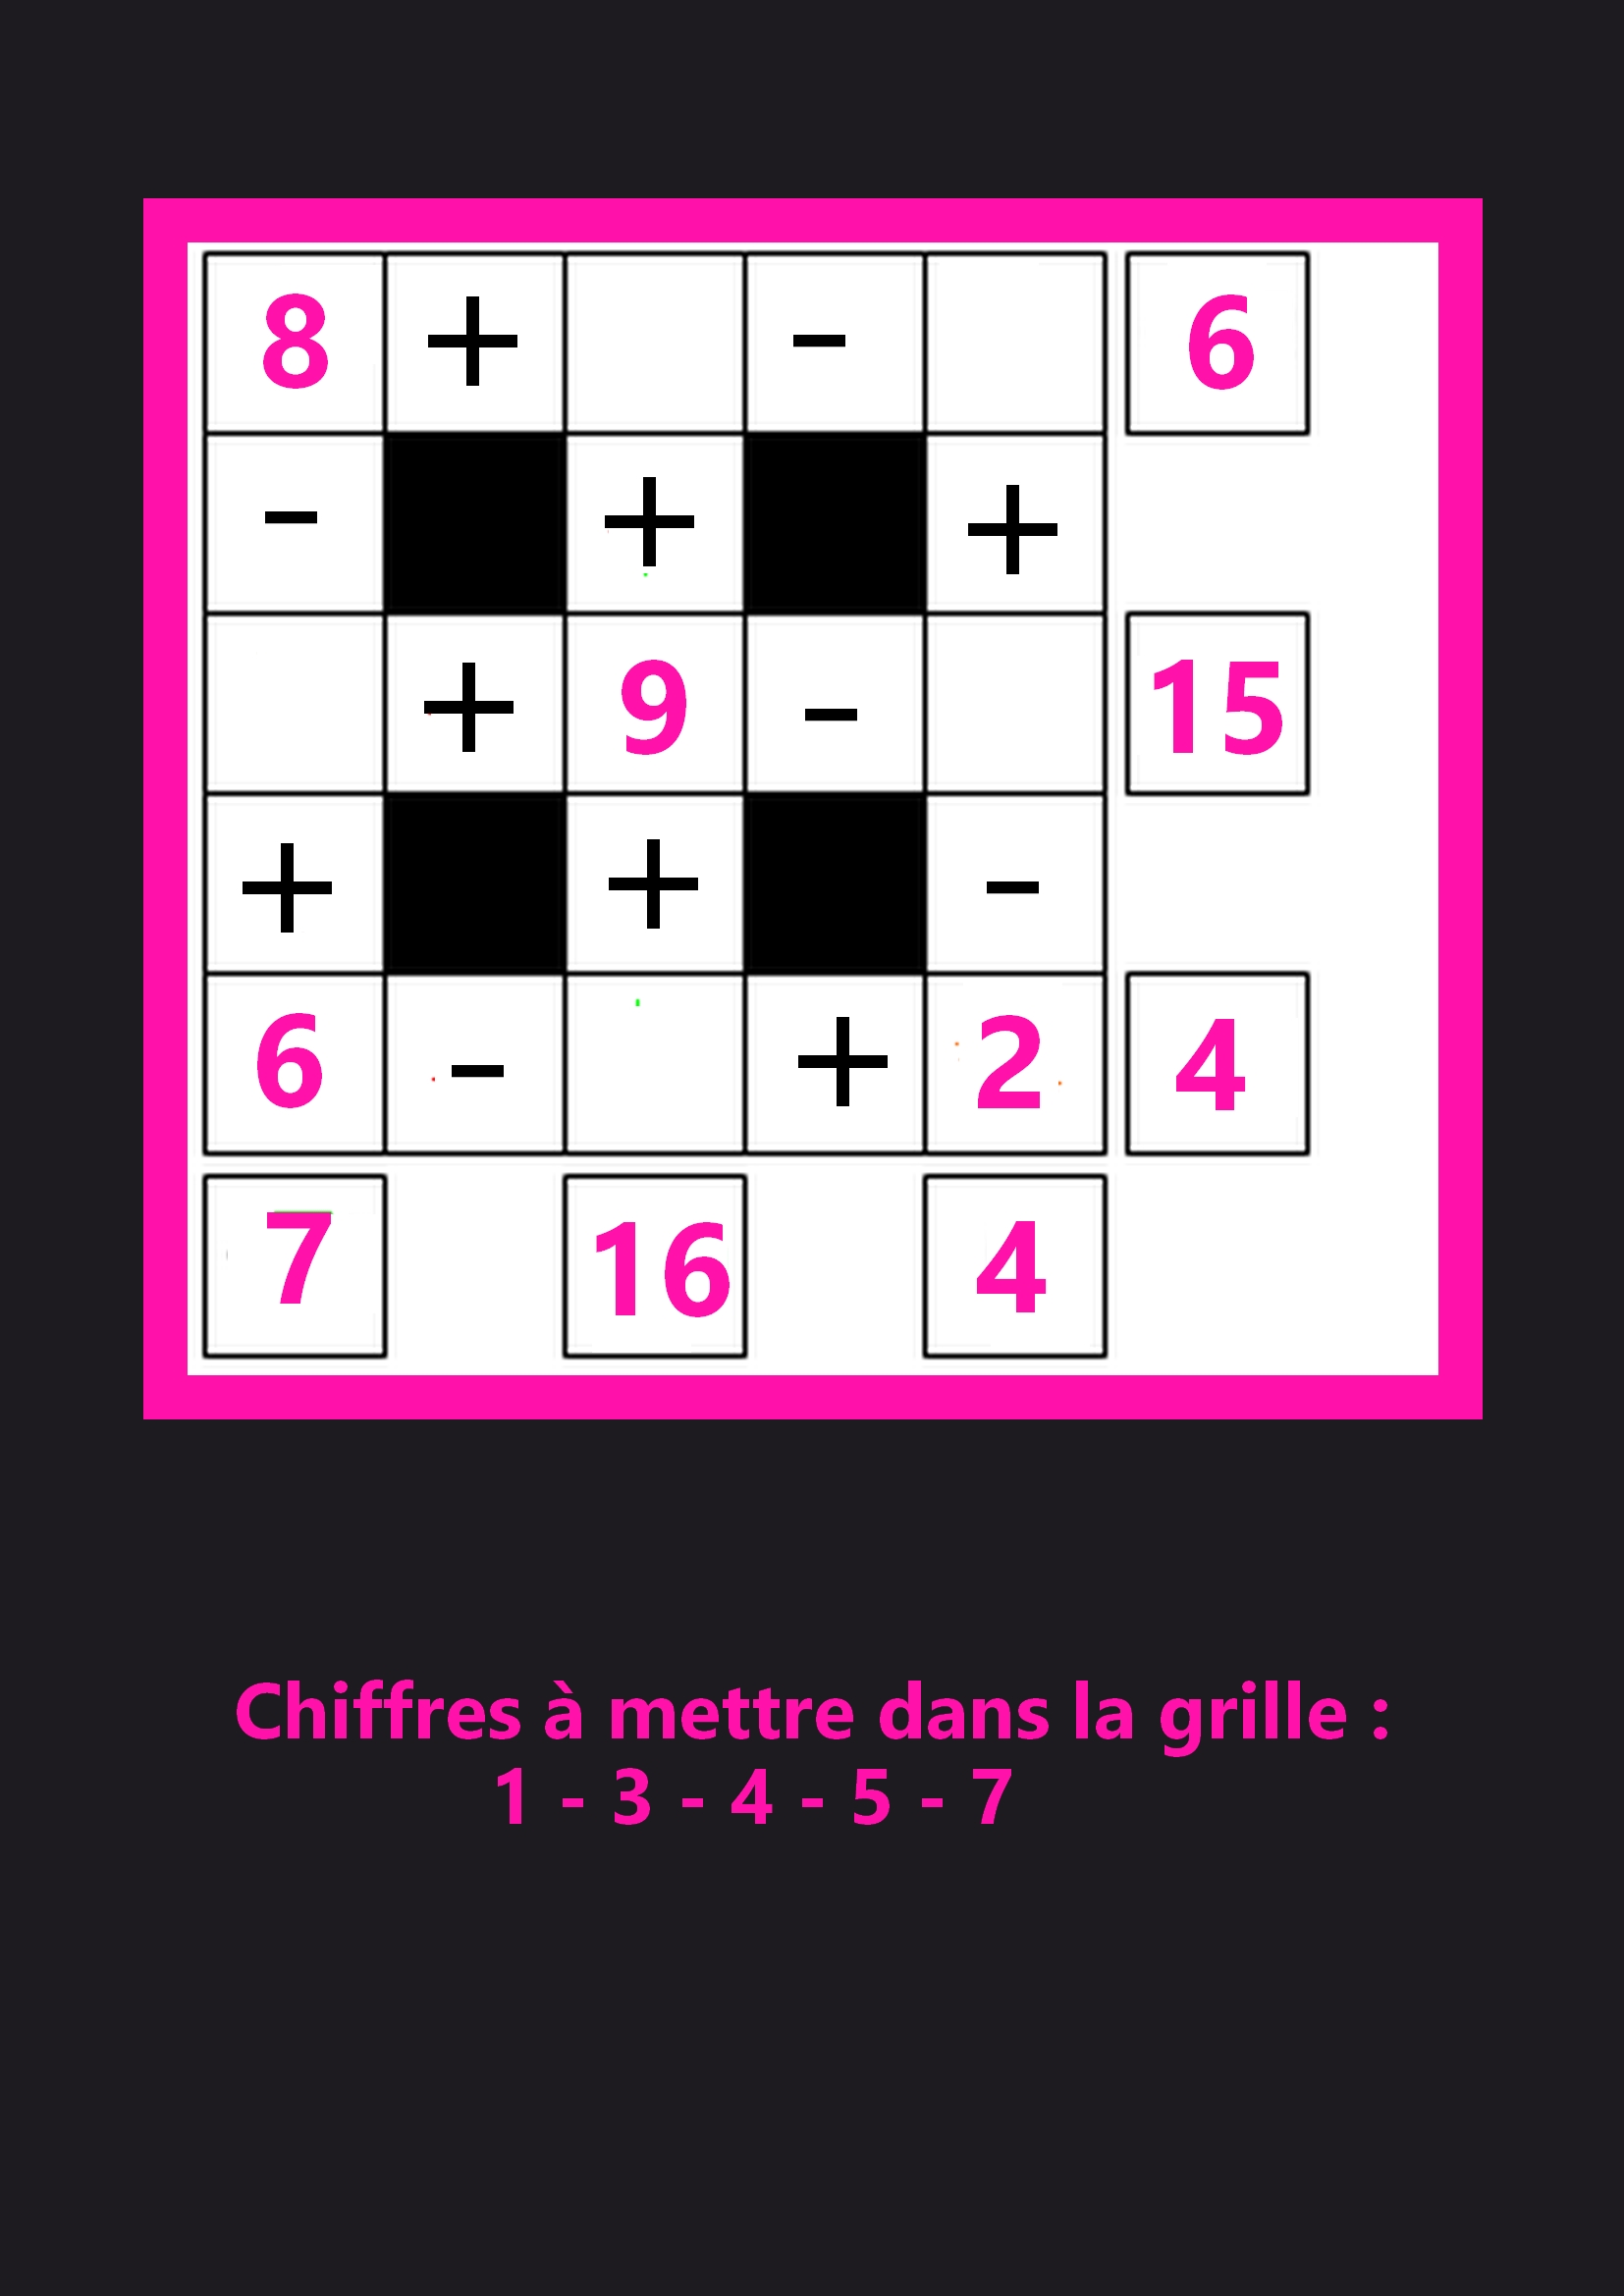 8 + - 6
- + +
+ 9 - 15
+ + -
6 - + 2 4
7 16 4
Chiffres à mettre dans la grille :
1 - 3 - 4 - 5 - 7